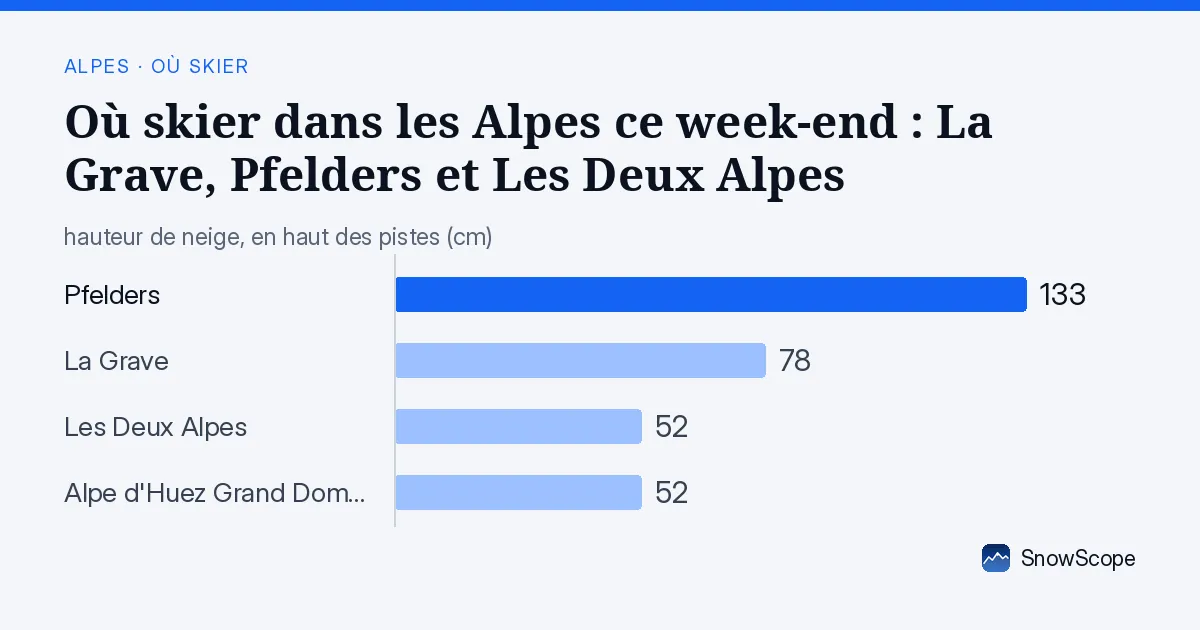 ALPES · OÙ SKIER
Où skier dans les Alpes ce week-end : La
Grave, Pfelders et Les Deux Alpes
hauteur de neige, en haut des pistes (cm)
Pfelders 133
La Grave 78
Les Deux Alpes 52
Alpe d'Huez Grand Dom... 52
SnowScope